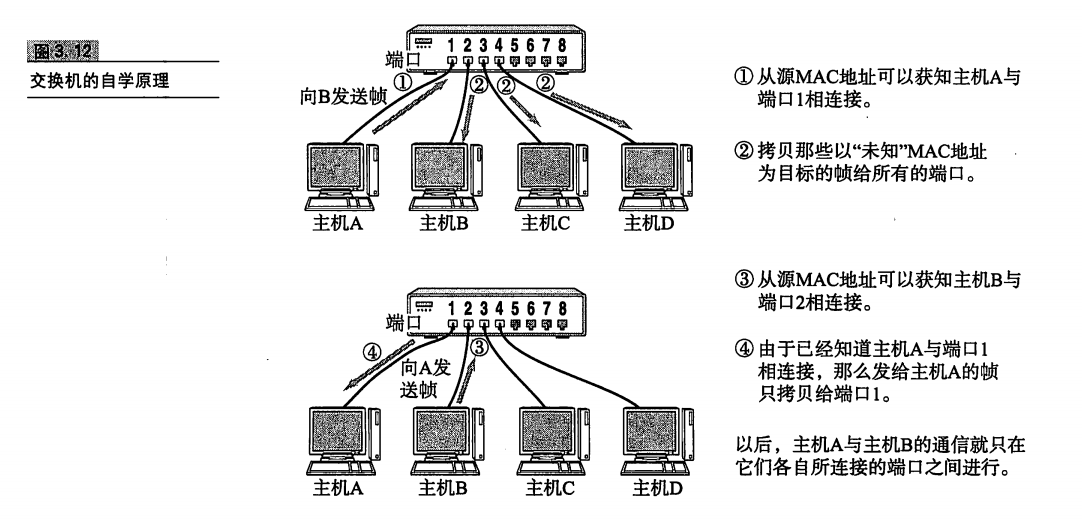 图3.12
交换机的自学原理
1 2 3 4 5 6 7 8
端口
①
② ② ②
向B发送帧
主机A 主机B 主机C 主机D
① 从源MAC地址可以获知主机A与
端口1相连接。
② 拷贝那些以“未知”MAC地址
为目标的帧给所有的端口。
1 2 3 4 5 6 7 8
端口
④
③
向A发
送帧
主机A 主机B 主机C 主机D
③ 从源MAC地址可以获知主机B与
端口2相连接。
④ 由于已经知道主机A与端口1
相连接，那么发给主机A的帧
只拷贝给端口1。
以后，主机A与主机B的通信就只在
它们各自所连接的端口之间进行。